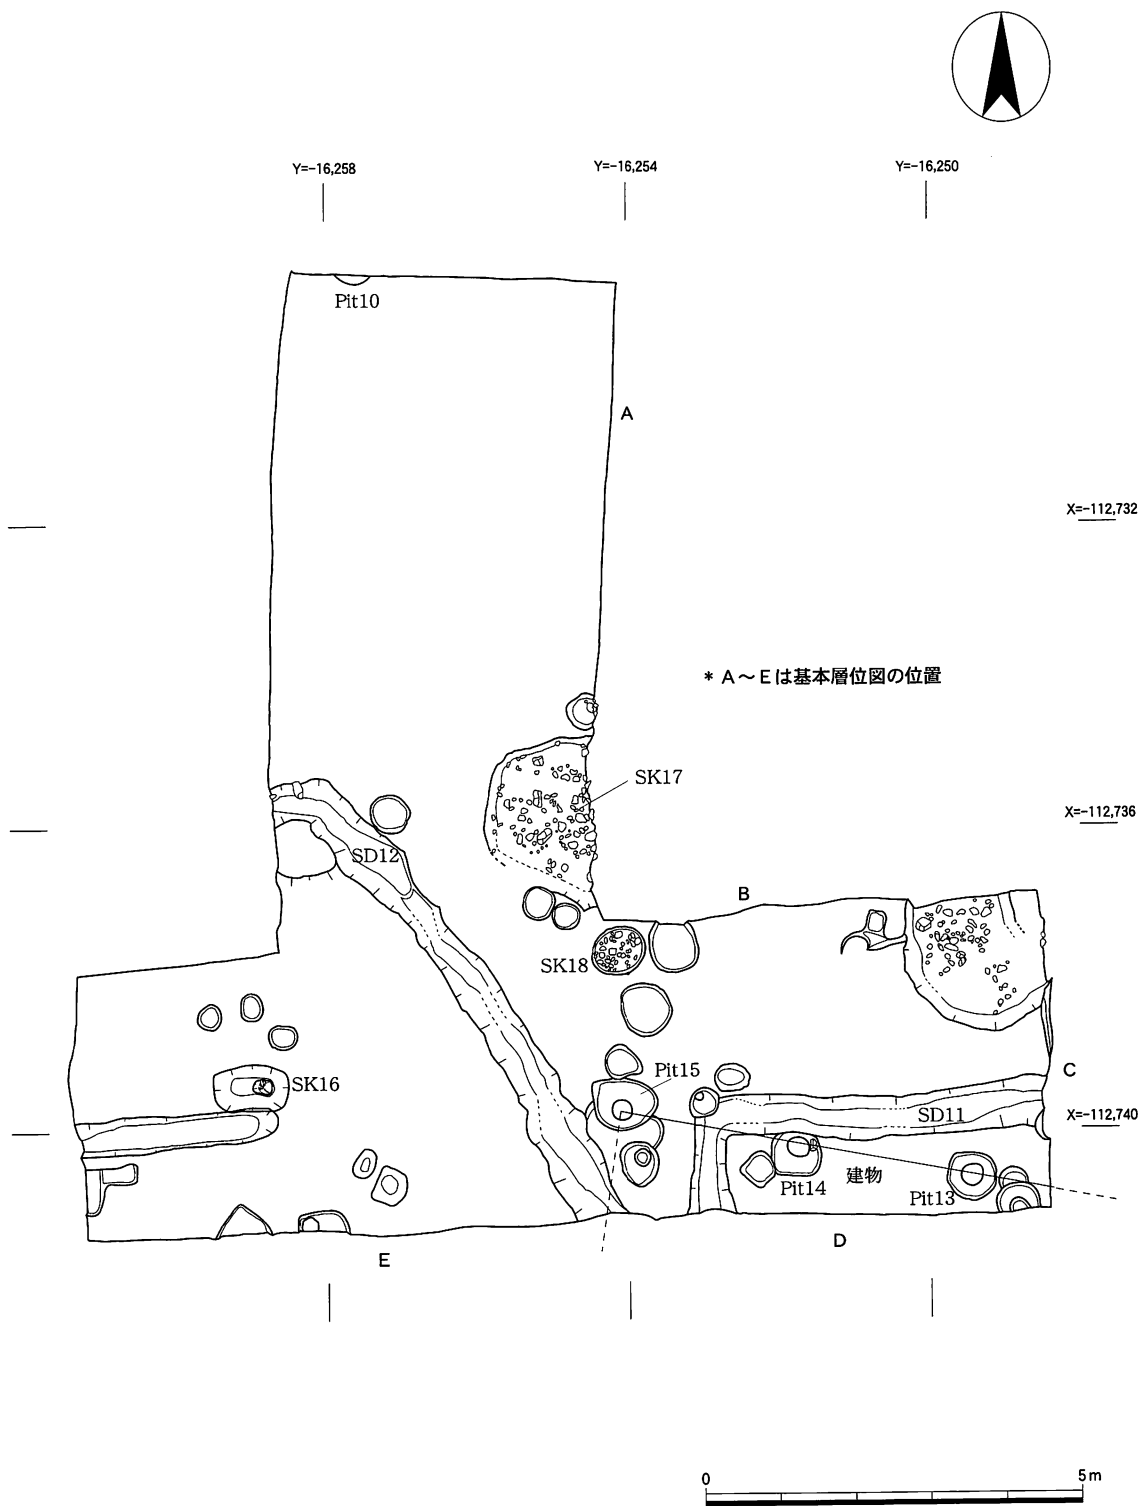 Y=-16,258
Y=-16,254
Y=-16,250
Pit10
A
X=-112,732
* A～Eは基本層位図の位置
SK17
X=-112,736
SD12
B
SK18
Pit15
C
SK16
SD11
X=-112,740
建物
Pit14
Pit13
D
E
0
5m